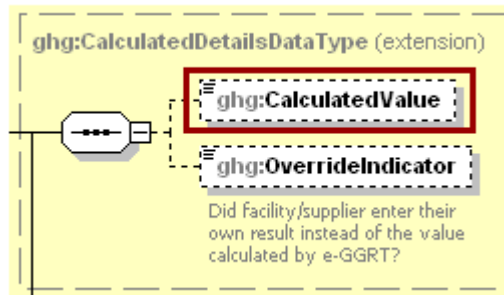 ghg:CalculatedDetailsDataType (extension)
ghg:CalculatedValue
ghg:OverrideIndicator
Did facility/supplier enter their
own result instead of the value
calculated by e-GGRT?